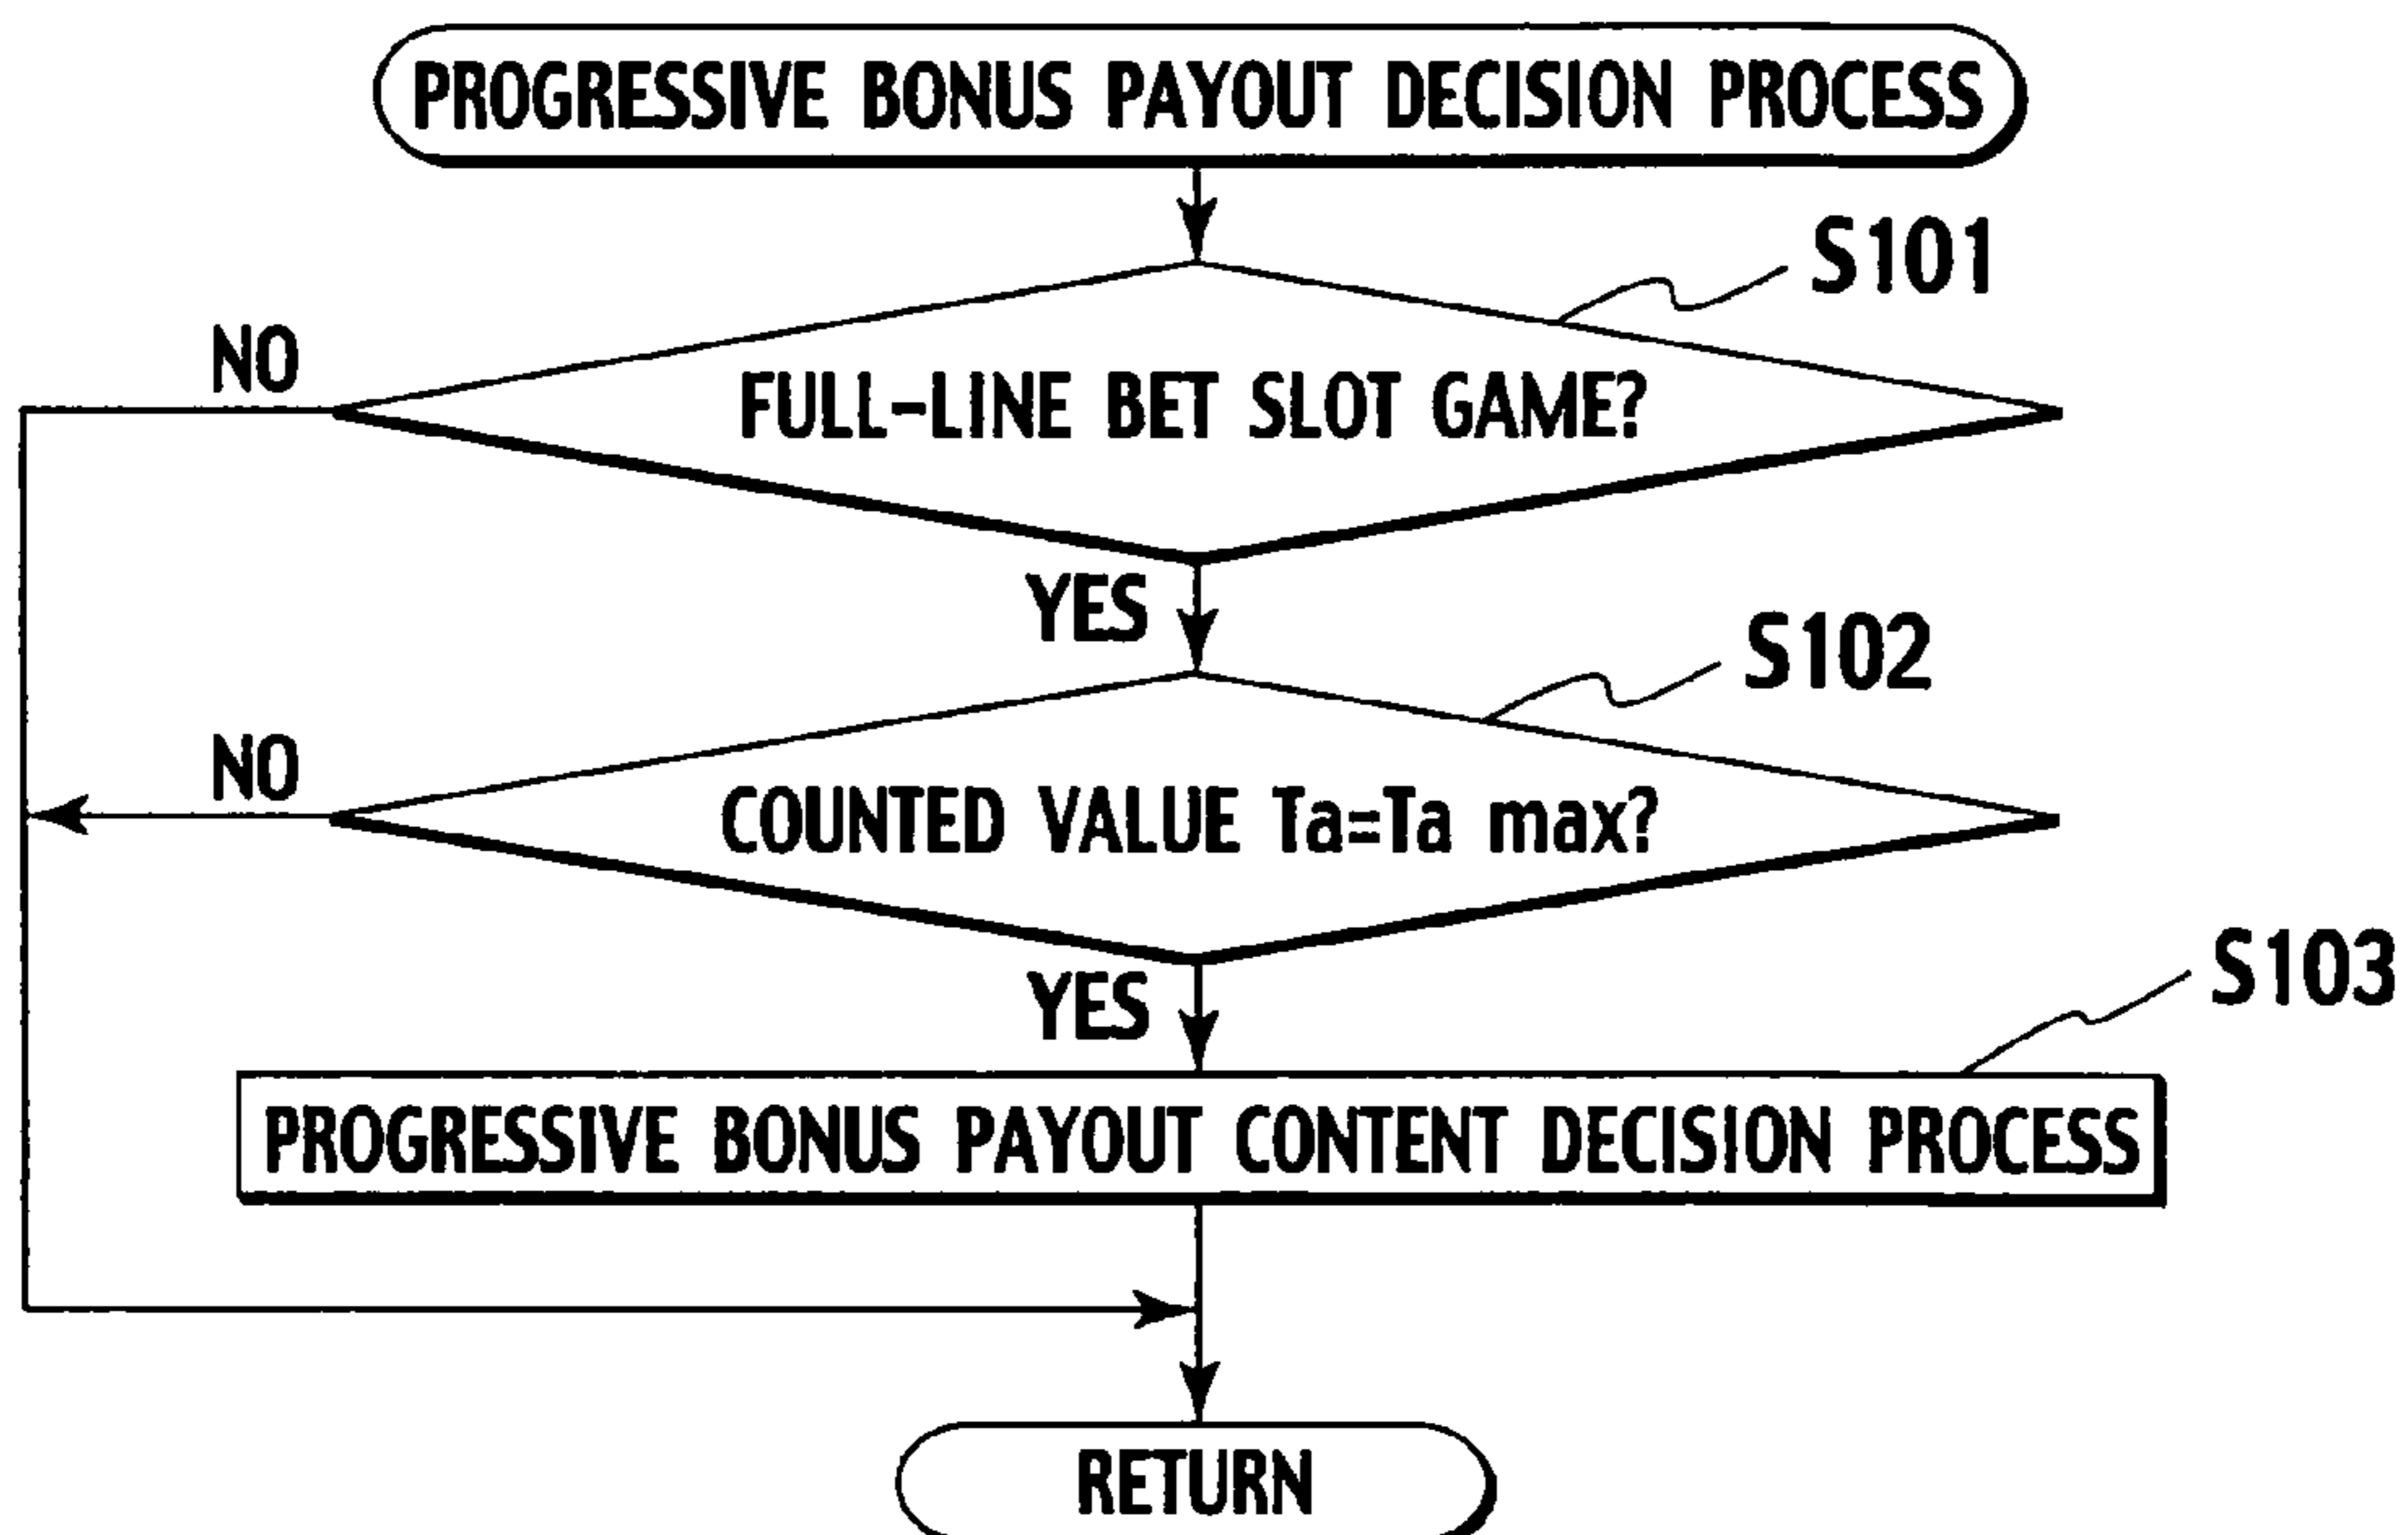 PROGRESSIVE BONUS PAYOUT DECISION PROCESS
S101
NO
FULL-LINE BET SLOT GAME?
YES
S102
NO
COUNTED VALUE Ta=Ta max?
YES
S103
PROGRESSIVE BONUS PAYOUT CONTENT DECISION PROCESS
RETURN